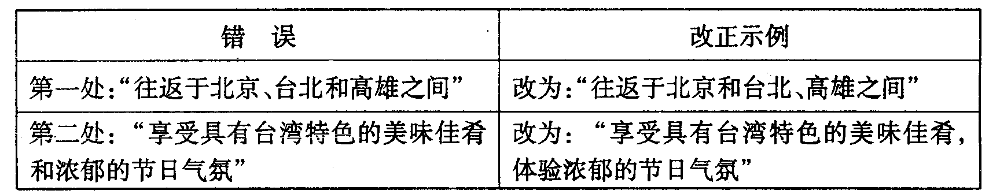 错 误
改正示例
第一处:“往返于北京、台北和高雄之间”
改为:“往返于北京和台北、高雄之间”
第二处:“享受具有台湾特色的美味佳肴
和浓郁的节日气氛”
改为:“享受具有台湾特色的美味佳肴,
体验浓郁的节日气氛”